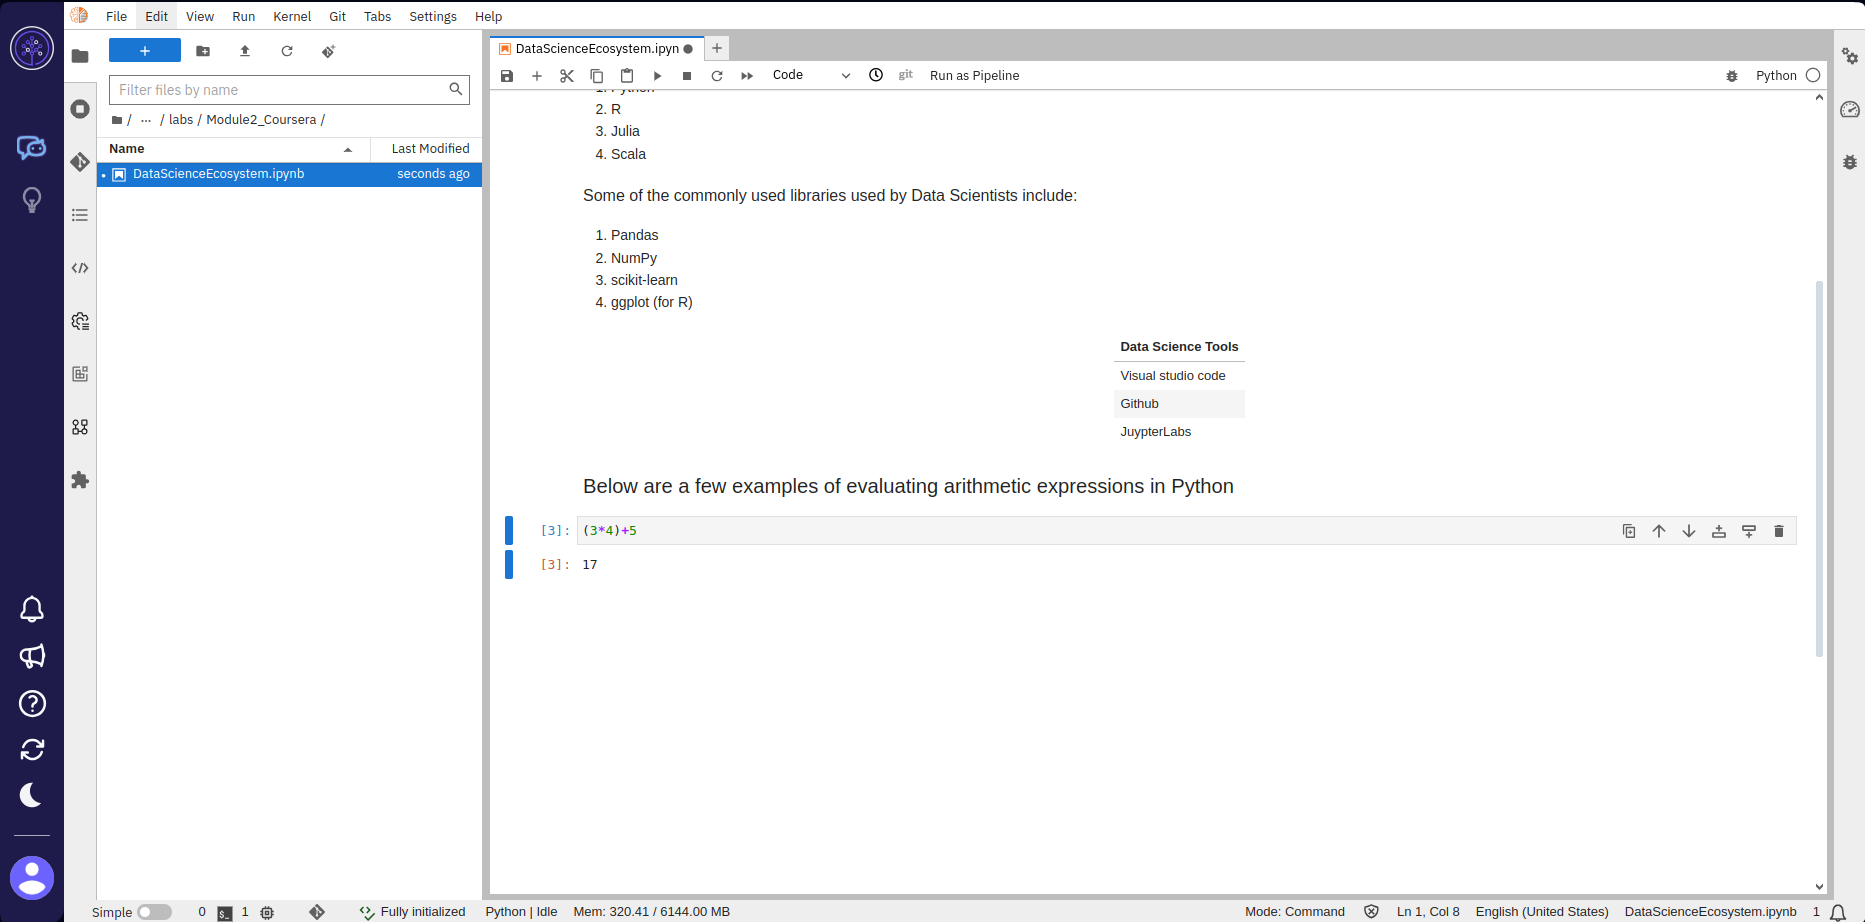 File Edit View Run Kernel Git Tabs Settings Help
+
Filter files by name
/ ... / labs / Module2_Coursera /
Name Last Modified
DataScienceEcosystem.ipynb seconds ago
DataScienceEcosystem.ipyn
Code git Run as Pipeline Python
1. Python
2. R
3. Julia
4. Scala
Some of the commonly used libraries used by Data Scientists include:
1. Pandas
2. NumPy
3. scikit-learn
4. ggplot (for R)
Data Science Tools
Visual studio code
Github
JuypterLabs
Below are a few examples of evaluating arithmetic expressions in Python
[3]: (3*4)+5
[3]: 17
Simple 0 1 Fully initialized Python | Idle Mem: 320.41 / 6144.00 MB Mode: Command Ln 1, Col 8 English (United States) DataScienceEcosystem.ipynb 1